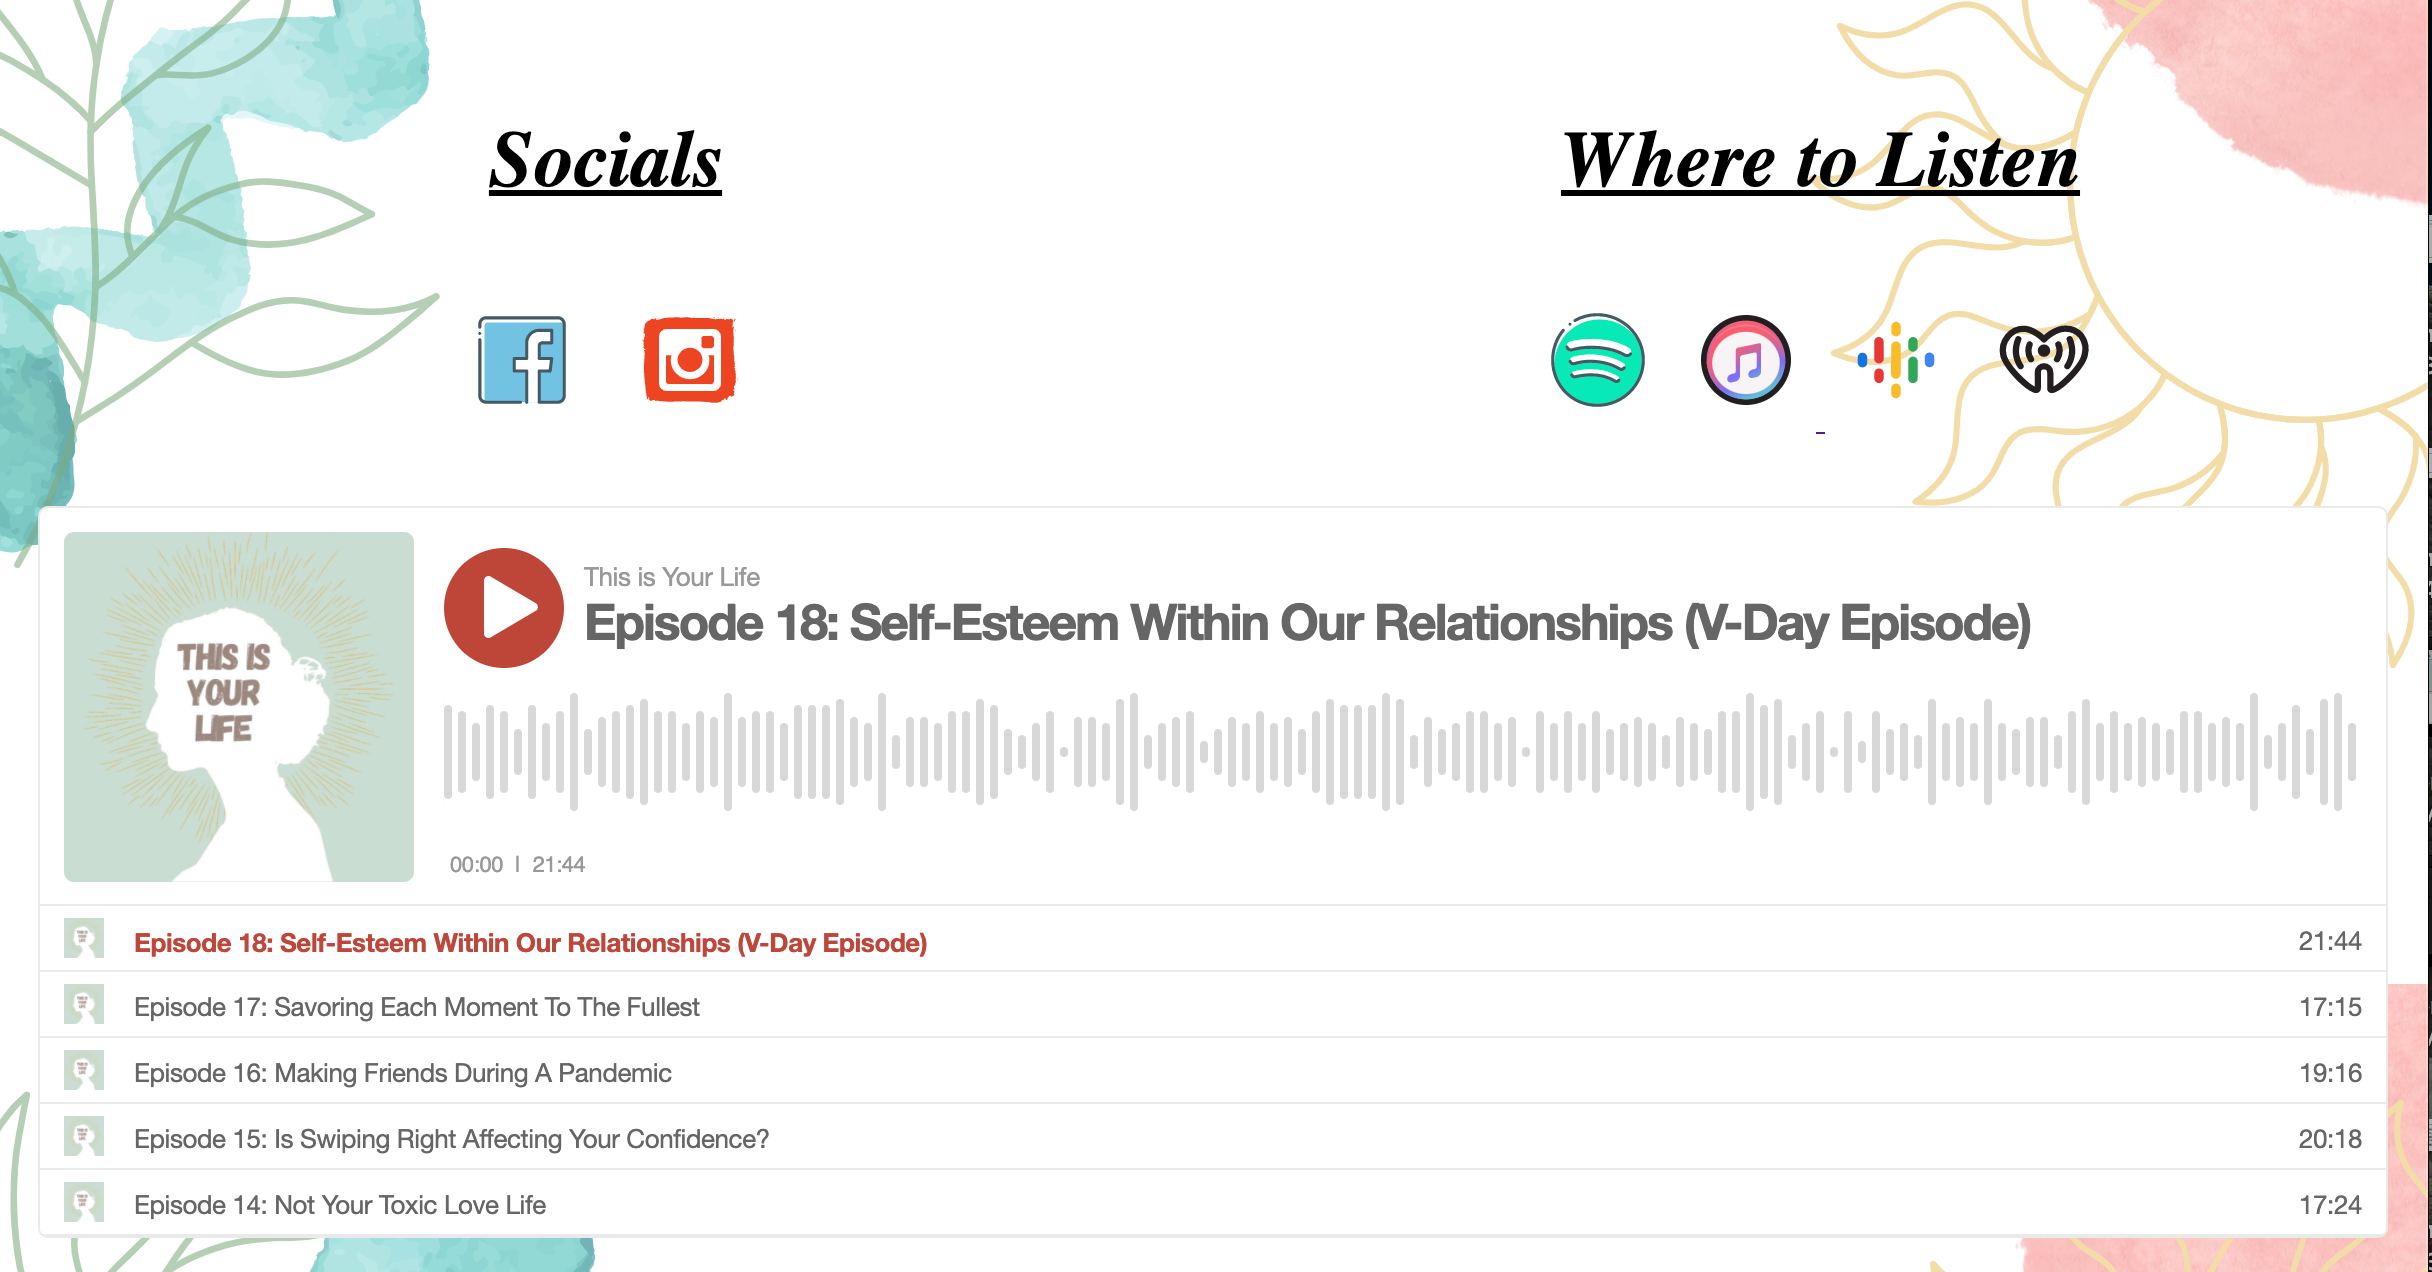 Socials
Where to Listen
THIS IS
YOUR
LIFE
This is Your Life
Episode 18: Self-Esteem Within Our Relationships (V-Day Episode)
00:00 | 21:44
Episode 18: Self-Esteem Within Our Relationships (V-Day Episode) 21:44
Episode 17: Savoring Each Moment To The Fullest 17:15
Episode 16: Making Friends During A Pandemic 19:16
Episode 15: Is Swiping Right Affecting Your Confidence? 20:18
Episode 14: Not Your Toxic Love Life 17:24